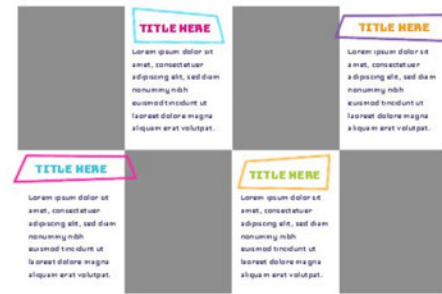 TITLE HERE
Lorem ipsum dolor sit
amet, consectetuer
adipiscing elit, sed diam
nonummy nibh
euismod tincidunt ut
laoreet dolore magna
aliquam erat volutpat.
TITLE HERE
Lorem ipsum dolor sit
amet, consectetuer
adipiscing elit, sed diam
nonummy nibh
euismod tincidunt ut
laoreet dolore magna
aliquam erat volutpat.
TITLE HERE
Lorem ipsum dolor sit
amet, consectetuer
adipiscing elit, sed diam
nonummy nibh
euismod tincidunt ut
laoreet dolore magna
aliquam erat volutpat.
TITLE HERE
Lorem ipsum dolor sit
amet, consectetuer
adipiscing elit, sed diam
nonummy nibh
euismod tincidunt ut
laoreet dolore magna
aliquam erat volutpat.